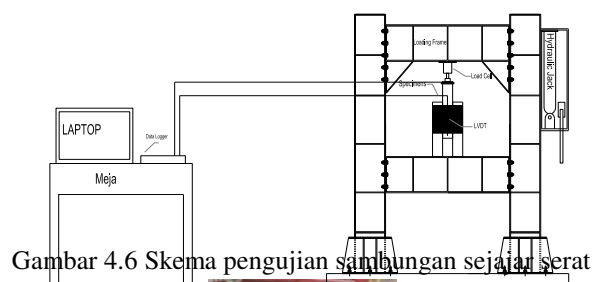 Loading Frame
Hydraulic Jack
Load Cell
Specimens
LVDT
LAPTOP
Data Logger
Meja
Gambar 4.6 Skema pengujian sambungan sejajar serat